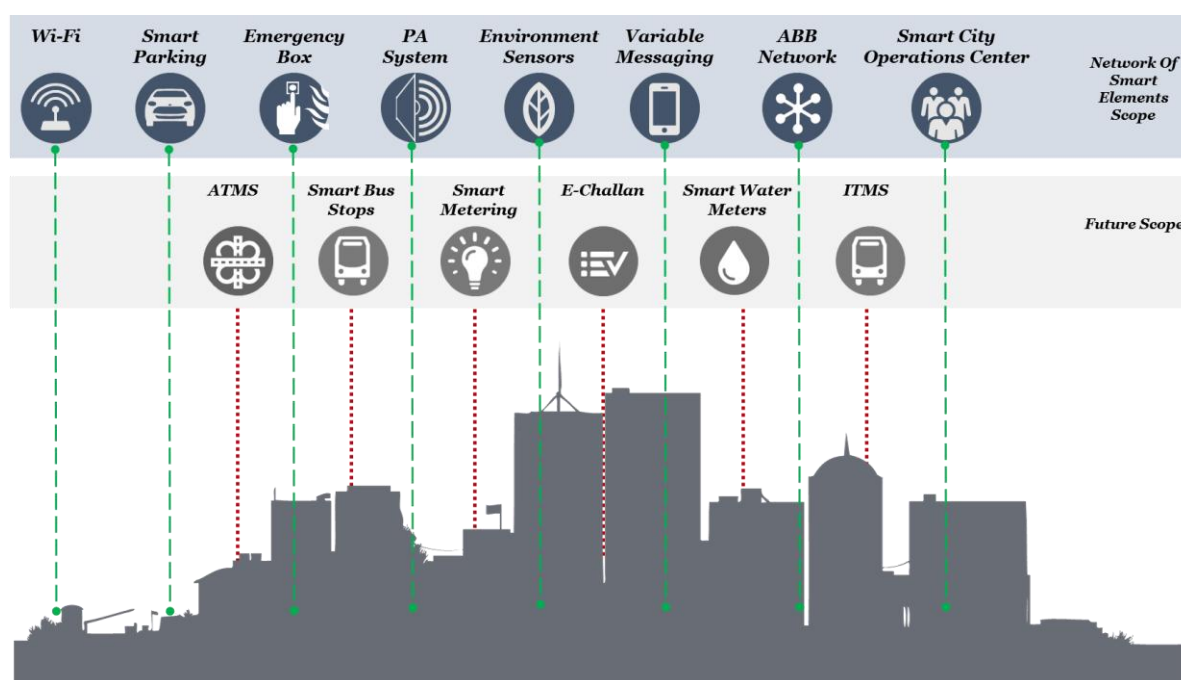 Wi-Fi
Smart
Parking
Emergency
Box
PA
System
Environment
Sensors
Variable
Messaging
ABB
Network
Smart City
Operations Center
Network Of
Smart
Elements
Scope
ATMS
Smart Bus
Stops
Smart
Metering
E-Challan
Smart Water
Meters
ITMS
Future Scope